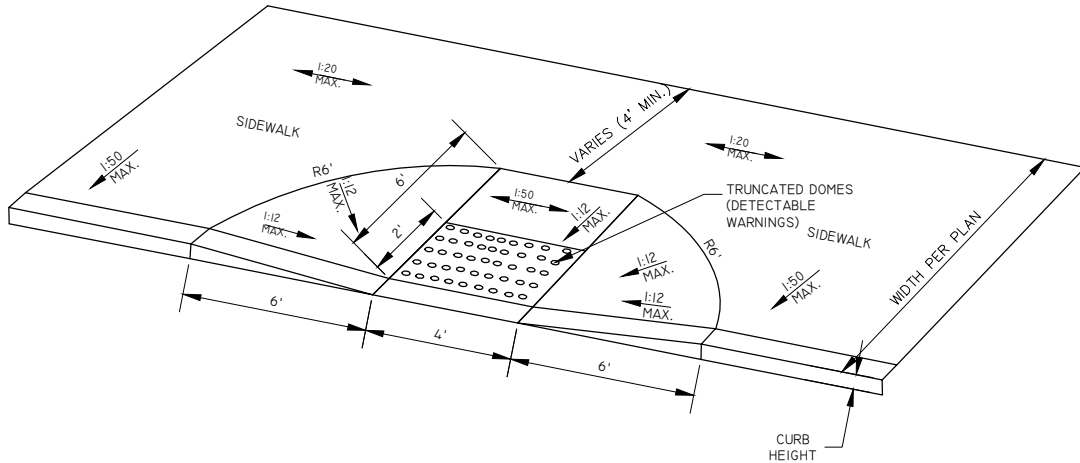 1:20
MAX.
SIDEWALK
1:50
MAX.
VARIES (4' MIN.)
1:20
MAX.
R6'
6'
1:12
MAX.
1:12
MAX.
2'
1:50
MAX.
1:12
MAX.
TRUNCATED DOMES
(DETECTABLE
WARNINGS)
SIDEWALK
R6'
1:12
MAX.
1:12
MAX.
1:50
MAX.
WIDTH PER PLAN
6'
4'
6'
CURB
HEIGHT